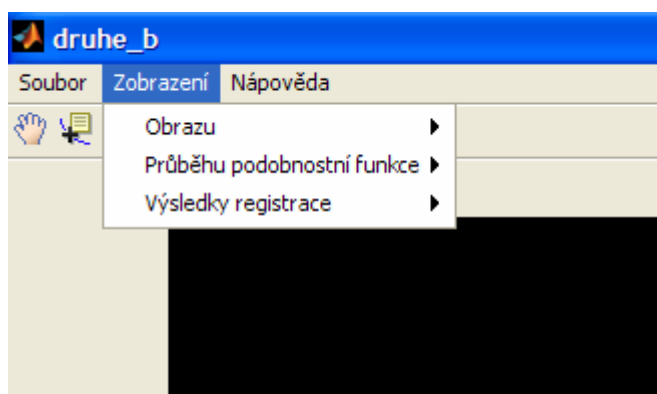 druhe_b
Soubor Zobrazení Nápověda
Obrazu
Průběhu podobnostní funkce
Výsledky registrace